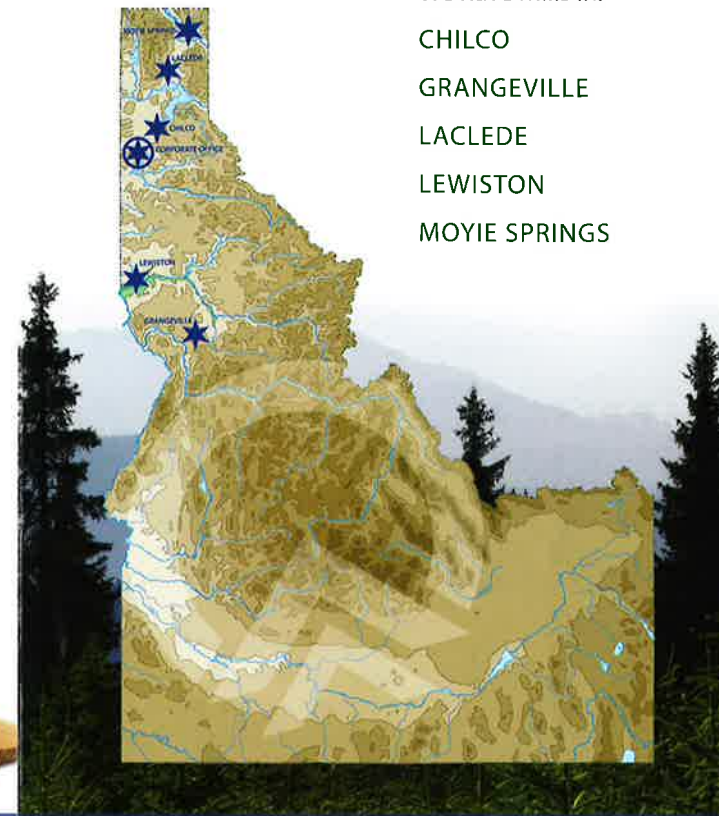 CHILCO
GRANGEVILLE
LACLEDE
LEWISTON
MOYIE SPRINGS
MOYIE SPRINGS
LACLEDE
CHILCO
CORPORATE OFFICE
LEWISTON
GRANGEVILLE